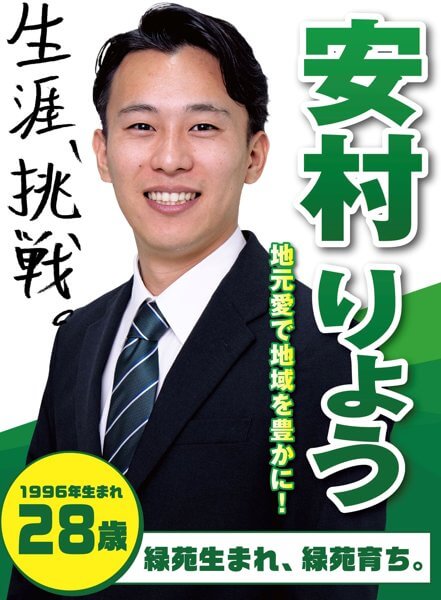 生涯、挑戦。
安村りょう
地元愛で地域を豊かに！
1996年生まれ
28歳
緑苑生まれ、緑苑育ち。